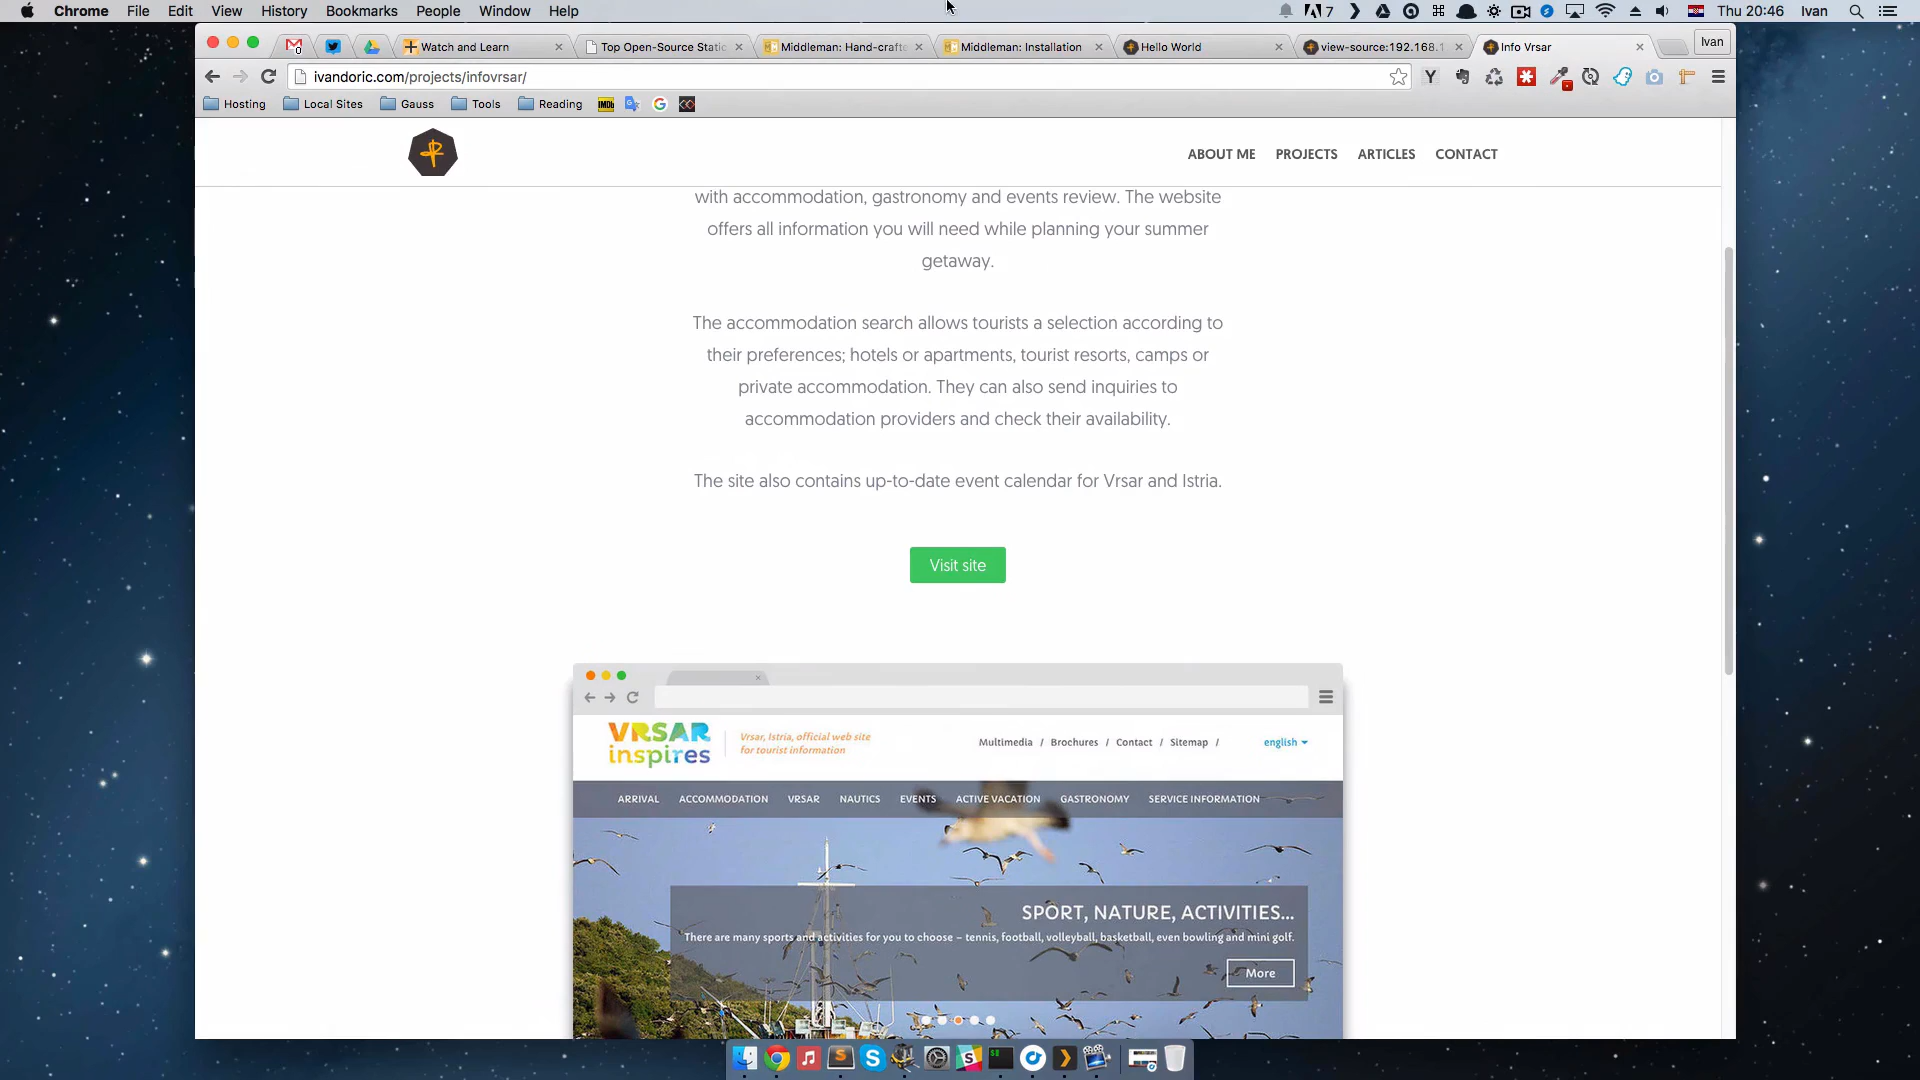 Chrome File Edit View History Bookmarks People Window Help 7 Thu 20:46 Ivan
0 Watch and Learn Top Open-Source Static Middleman: Hand-crafte Middleman: Installation Hello World view-source:192.168.1 Info Vrsar Ivan
ivandoric.com/projects/infovrsar/
Hosting Local Sites Gauss Tools Reading IMDb
ABOUT ME PROJECTS ARTICLES CONTACT
with accommodation, gastronomy and events review. The website
offers all information you will need while planning your summer
getaway.
The accommodation search allows tourists a selection according to
their preferences; hotels or apartments, tourist resorts, camps or
private accommodation. They can also send inquiries to
accommodation providers and check their availability.
The site also contains up-to-date event calendar for Vrsar and Istria.
Visit site
VRSAR
inspires
Vrsar, Istria, official web site
for tourist information
Multimedia / Brochures / Contact / Sitemap / english
ARRIVAL ACCOMMODATION VRSAR NAUTICS EVENTS ACTIVE VACATION GASTRONOMY SERVICE INFORMATION
SPORT, NATURE, ACTIVITIES...
There are many sports and activities for you to choose – tennis, football, volleyball, basketball, even bowling and mini golf.
More